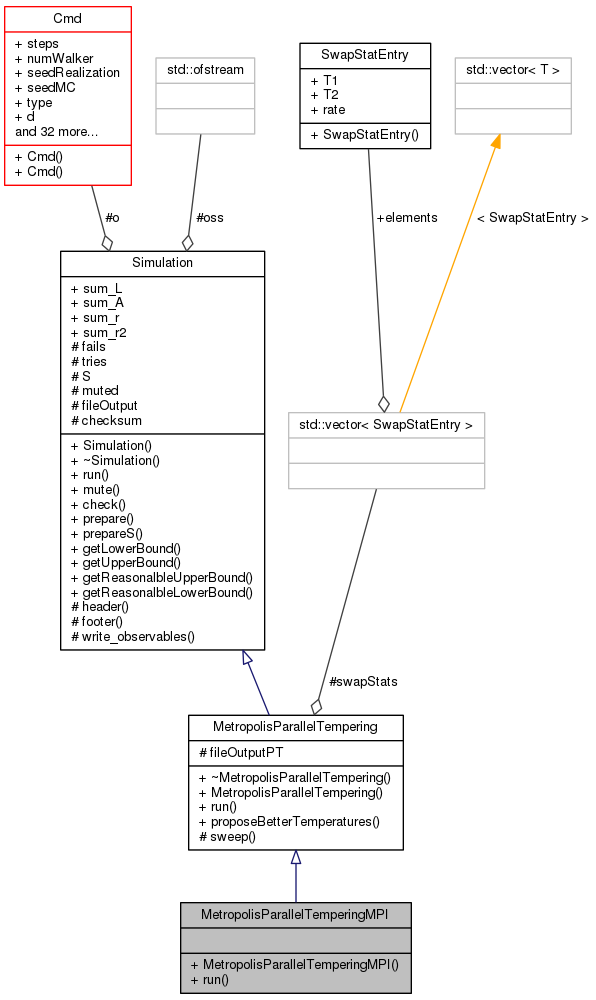 Cmd
+ steps
+ numWalker
+ seedRealization
+ seedMC
+ type
+ d
and 32 more...
+ Cmd()
+ Cmd()
std::ofstream
SwapStatEntry
+ T1
+ T2
+ rate
+ SwapStatEntry()
std::vector< T >
#o
#oss
+elements
< SwapStatEntry >
Simulation
+ sum_L
+ sum_A
+ sum_r
+ sum_r2
# fails
# tries
# S
# muted
# fileOutput
# checksum
+ Simulation()
+ ~Simulation()
+ run()
+ mute()
+ check()
+ prepare()
+ prepareS()
+ getLowerBound()
+ getUpperBound()
+ getReasonalbleUpperBound()
+ getReasonalbleLowerBound()
# header()
# footer()
# write_observables()
std::vector< SwapStatEntry >
#swapStats
MetropolisParallelTempering
# fileOutputPT
+ ~MetropolisParallelTempering()
+ MetropolisParallelTempering()
+ run()
+ proposeBetterTemperatures()
# sweep()
MetropolisParallelTemperingMPI
+ MetropolisParallelTemperingMPI()
+ run()